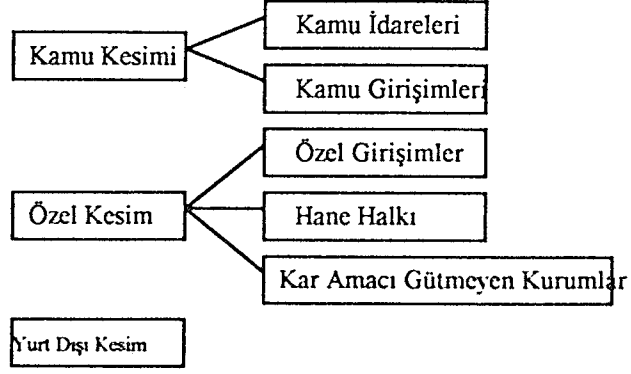 Kamu Kesimi
Kamu İdareleri
Kamu Girişimleri
Özel Kesim
Özel Girişimler
Hane Halkı
Kar Amacı Gütmeyen Kurumlar
Yurt Dışı Kesim